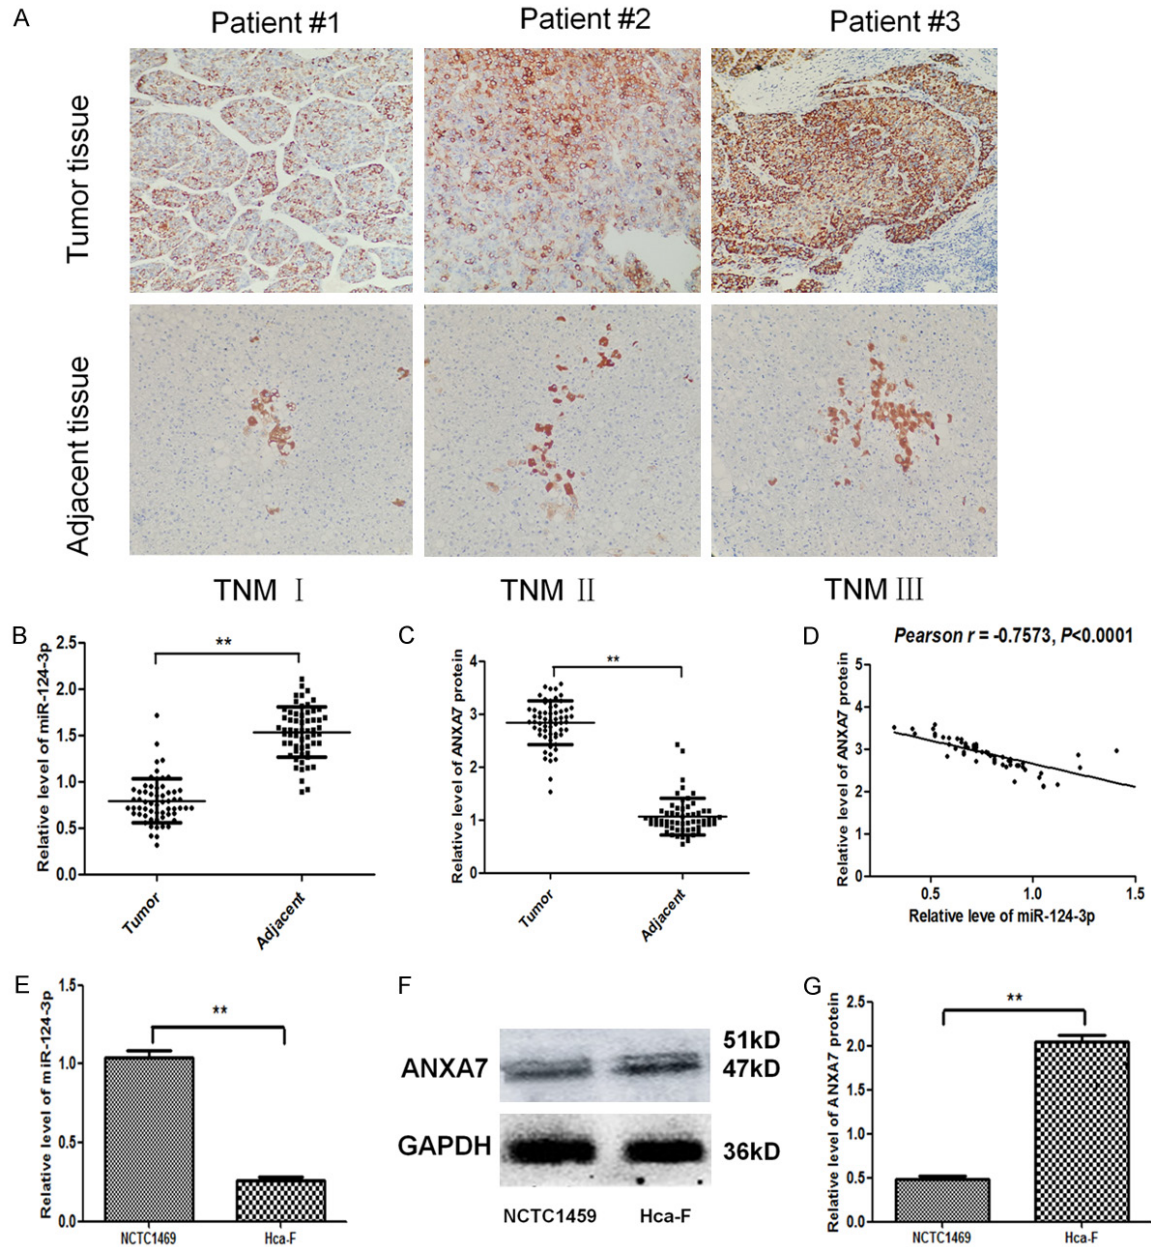 A
Patient #1
Patient #2
Patient #3
Tumor tissue
Adjacent tissue
TNM Ⅰ
TNM Ⅱ
TNM Ⅲ
B
Relative level of miR-124-3p
2.5
2.0
1.5
1.0
0.5
0.0
**
Tumor
Adjacent
C
Relative level of ANXA7 protein
4
3
2
1
0
**
Tumor
Adjacent
D
Pearson r = -0.7573, P<0.0001
Relative level of ANXA7 protein
5
4
3
2
1
0
0.5
1.0
1.5
Relative leve of miR-124-3p
E
Relative level of miR-124-3p
1.5
1.0
0.5
0.0
**
NCTC1469
Hca-F
F
ANXA7
51kD
47kD
GAPDH
36kD
NCTC1459
Hca-F
G
Relative level of ANXA7 protein
2.5
2.0
1.5
1.0
0.5
0.0
**
NCTC1469
Hca-F